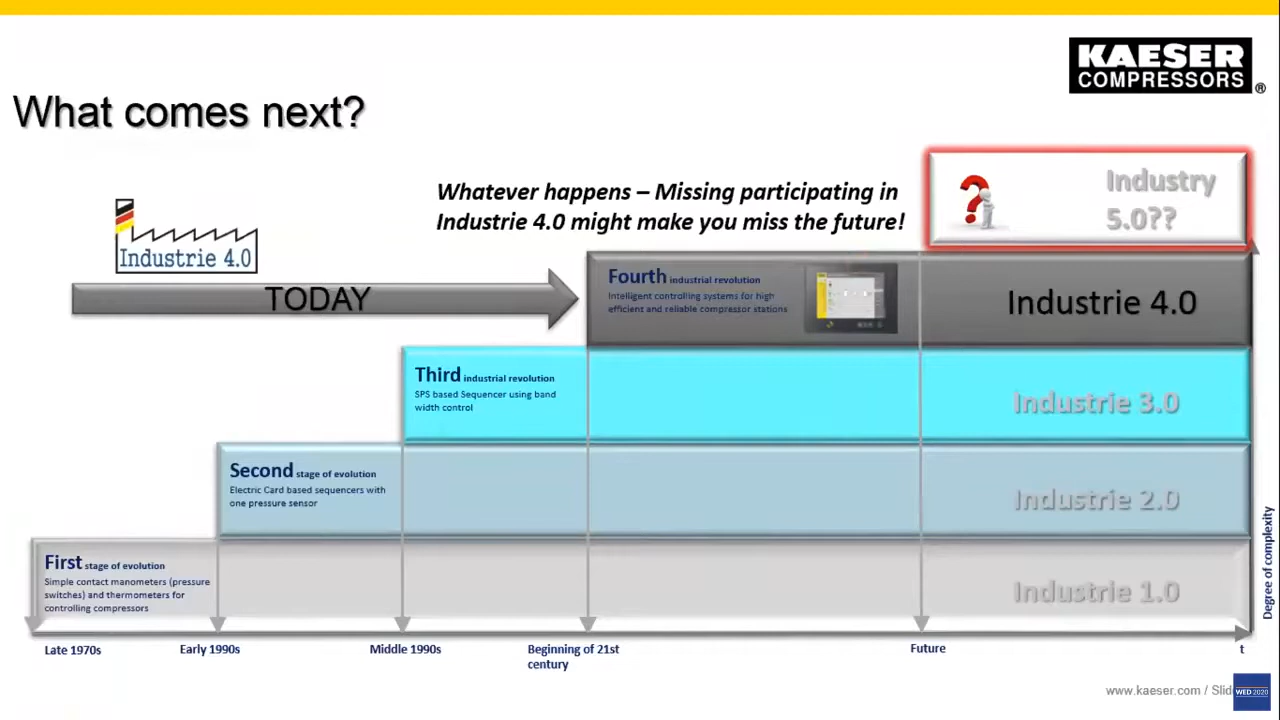 KAESER
COMPRESSORS
®
What comes next?
Whatever happens – Missing participating in
Industrie 4.0 might make you miss the future!
Industry
5.0??
Industrie 4.0
TODAY
Fourth industrial revolution
Intelligent controlling systems for high
efficient and reliable compressor stations
Industrie 4.0
Third industrial revolution
SPS based Sequencer using band
width control
Industrie 3.0
Second stage of evolution
Electric Card based sequencers with
one pressure sensor
Industrie 2.0
First stage of evolution
Simple contact manometers (pressure
switches) and thermometers for
controlling compressors
Industrie 1.0
Degree of complexity
Late 1970s
Early 1990s
Middle 1990s
Beginning of 21st
century
Future
t
www.kaeser.com / Slid
WED 2020